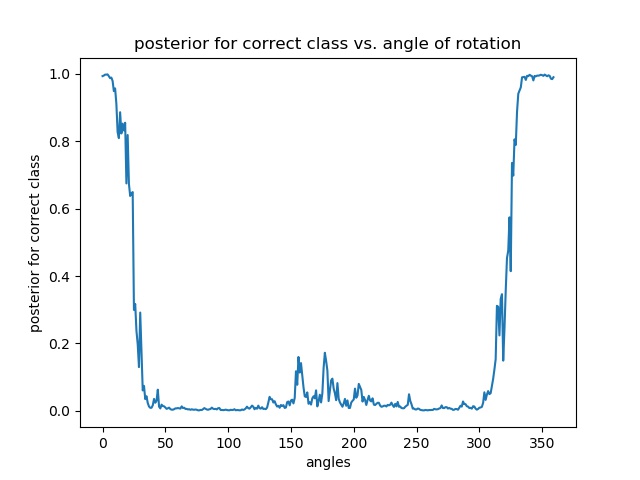 posterior for correct class vs. angle of rotation
posterior for correct class
1.0
0.8
0.6
0.4
0.2
0.0
0 50 100 150 200 250 300 350
angles